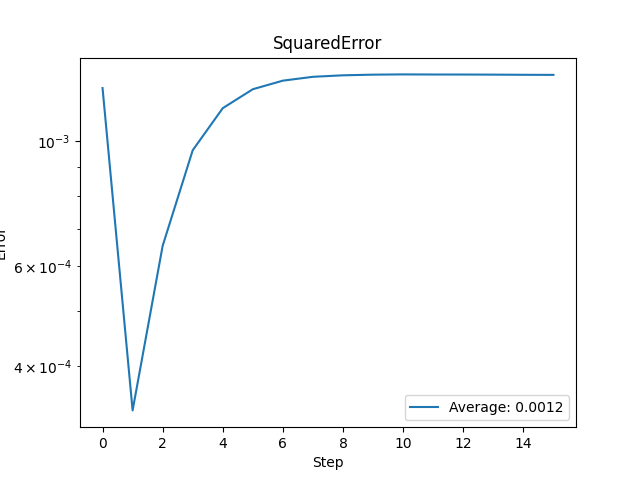 SquaredError
Error
10⁻³
6 × 10⁻⁴
4 × 10⁻⁴
Average: 0.0012
0 2 4 6 8 10 12 14
Step